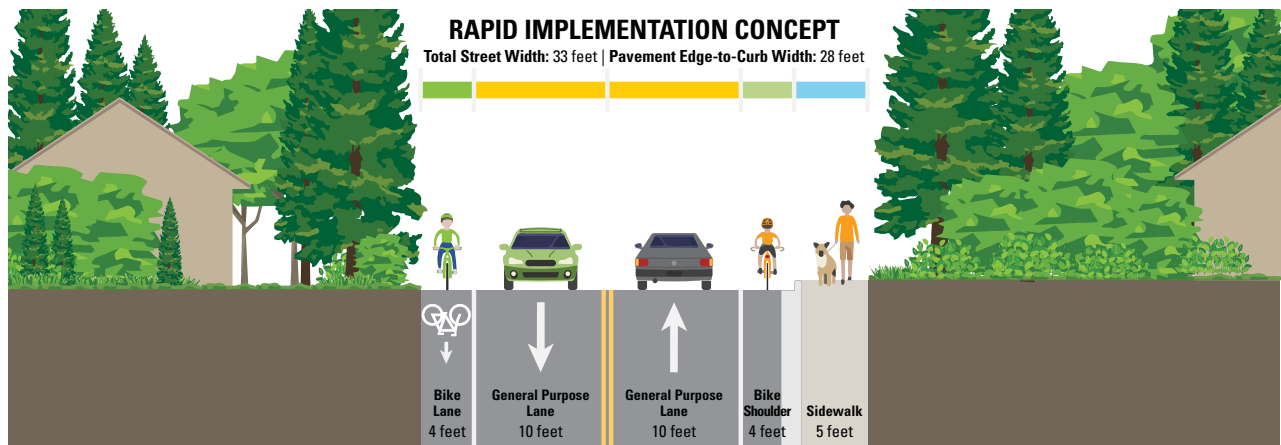 RAPID IMPLEMENTATION CONCEPT
Total Street Width: 33 feet | Pavement Edge-to-Curb Width: 28 feet
Bike
Lane
4 feet
General Purpose
Lane
10 feet
General Purpose
Lane
10 feet
Bike
Shoulder
4 feet
Sidewalk
5 feet